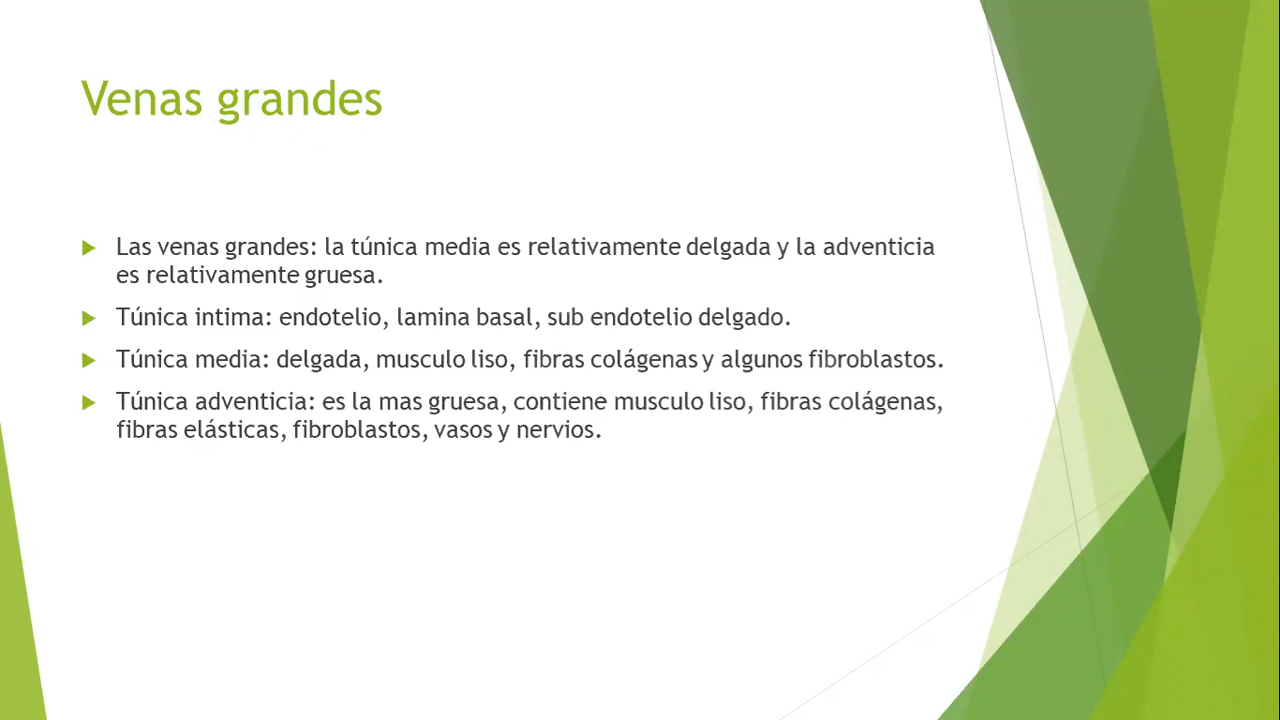 Venas grandes
Las venas grandes: la túnica media es relativamente delgada y la adventicia
es relativamente gruesa.
Túnica intima: endotelio, lamina basal, sub endotelio delgado.
Túnica media: delgada, musculo liso, fibras colágenas y algunos fibroblastos.
Túnica adventicia: es la mas gruesa, contiene musculo liso, fibras colágenas,
fibras elásticas, fibroblastos, vasos y nervios.